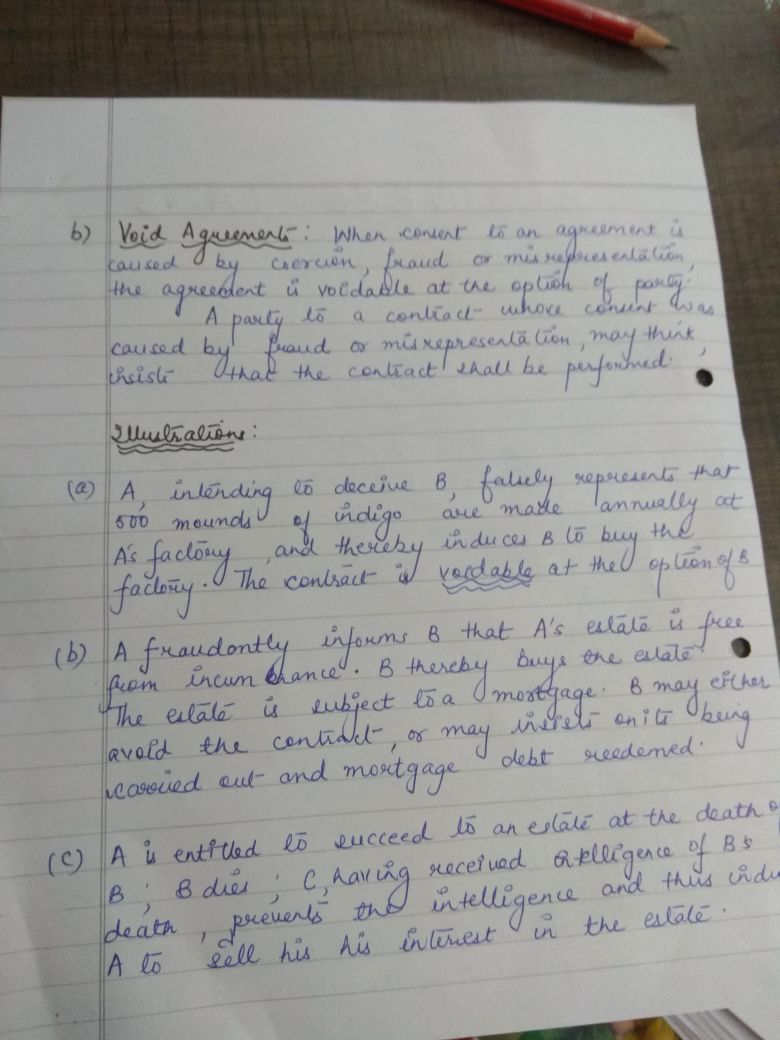 b) Void Agreements: When consent to an agreement is
caused by coercion, fraud or misrepresentation,
the agreement is voidable at the option of party.
A party to a contract whose consent was
caused by fraud or misrepresentation, may think,
insists that the contract shall be performed.
Illustrations:
(a) A, intending to deceive B, falsely represents that
500 mounds of indigo are made annually at
A's factory, and thereby induces B to buy the
factory. The contract is voidable at the option of B
(b) A fraudontly informs B that A's estate is free
from incumbrance. B thereby buys the estate.
The estate is subject to a mortgage. B may either
avoid the contract, or may insists on its being
carried out and mortgage debt reedemed.
(C) A is entitled to succeed to an estate at the death o
B; B dies; C, having received intelligence of B's
death, prevents the intelligence and thus indu
A to sell his his interest in the estate.